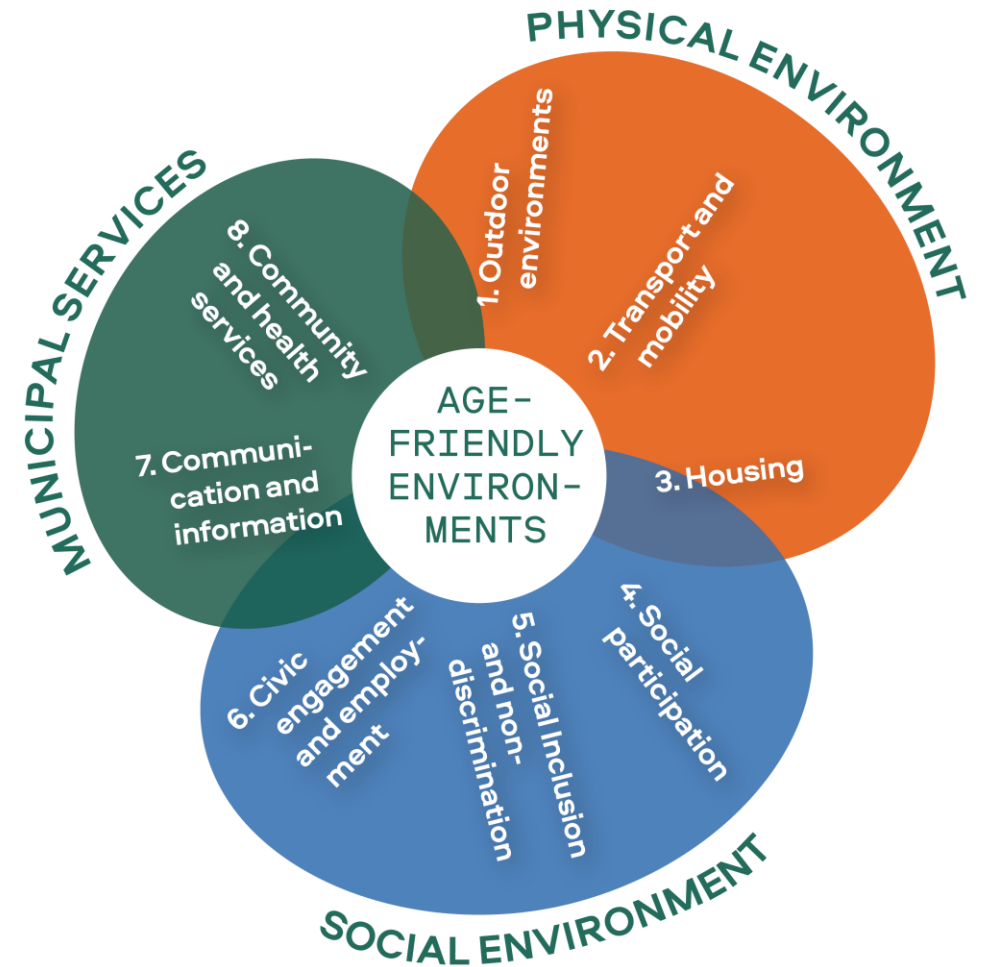 PHYSICAL ENVIRONMENT
1. Outdoor
environments
2. Transport and
mobility
3. Housing
4. Social
participation
5. Social Inclusion
and non-
discrimination
6. Civic
engagement
and employ-
ment
SOCIAL ENVIRONMENT
7. Communi-
cation and
information
8. Community
and health
services
MUNICIPAL SERVICES
AGE-
FRIENDLY
ENVIRON-
MENTS